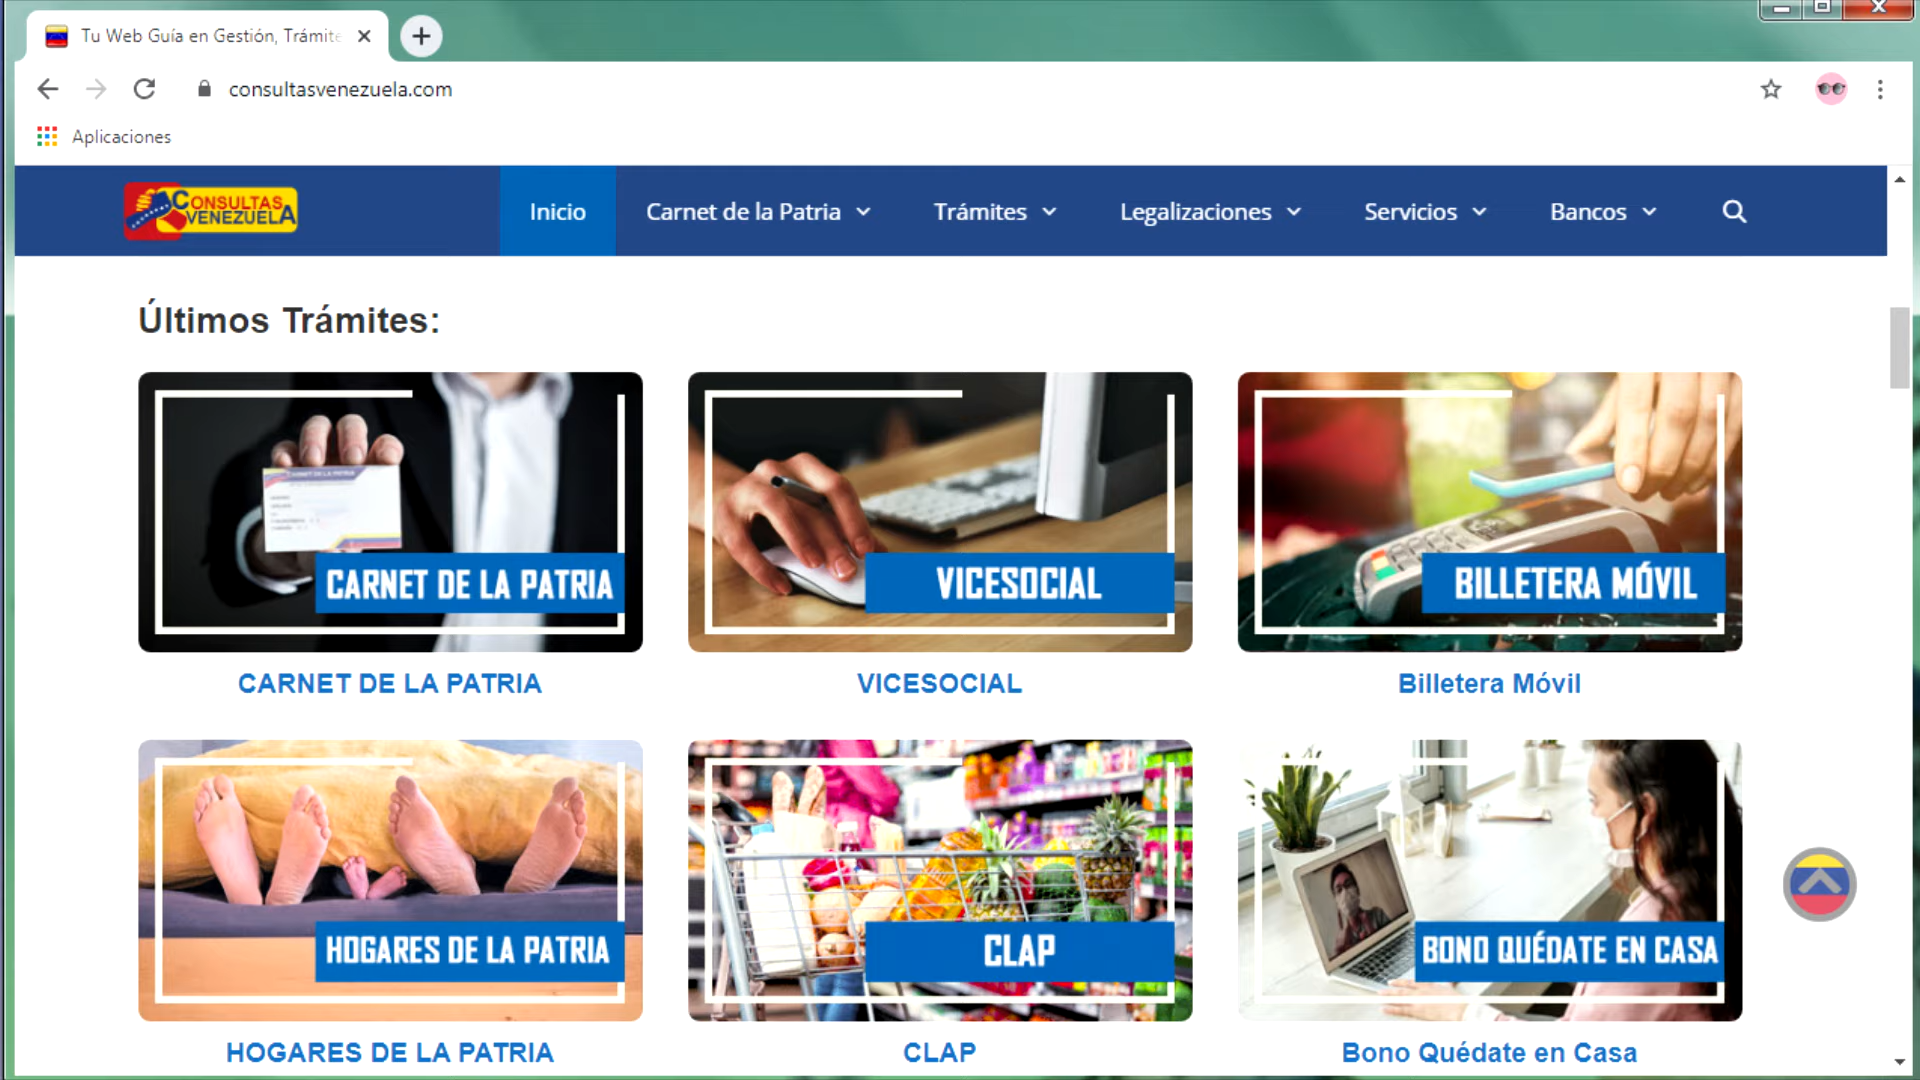 Tu Web Guía en Gestión, Trámite
consultasvenezuela.com
Aplicaciones
CONSULTAS
VENEZUELA
Inicio
Carnet de la Patria
Trámites
Legalizaciones
Servicios
Bancos
Últimos Trámites:
CARNET DE LA PATRIA
VICESOCIAL
BILLETERA MÓVIL
CARNET DE LA PATRIA
VICESOCIAL
Billetera Móvil
HOGARES DE LA PATRIA
CLAP
BONO QUÉDATE EN CASA
HOGARES DE LA PATRIA
CLAP
Bono Quédate en Casa